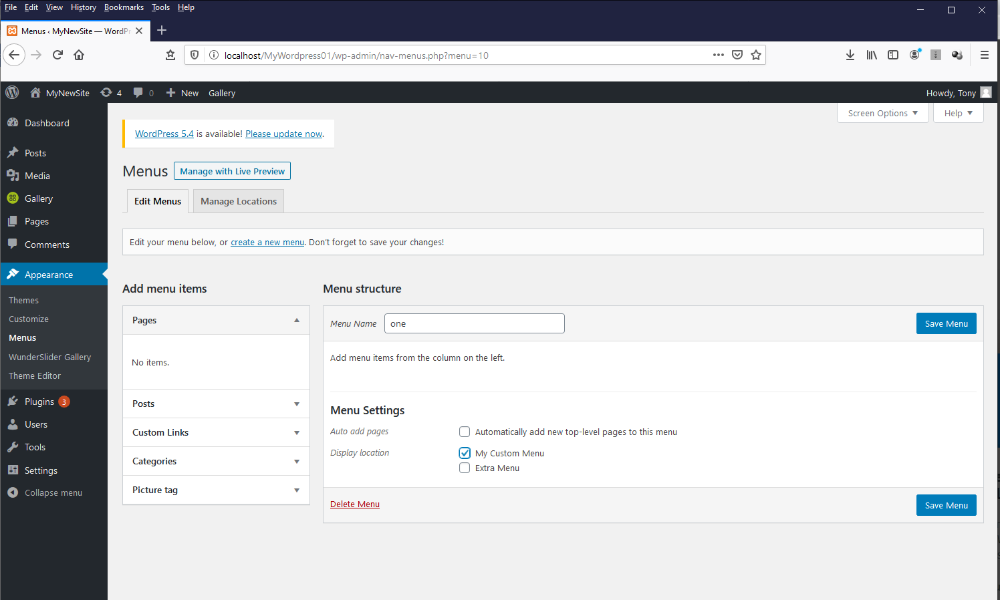 File Edit View History Bookmarks Tools Help
Menus ‹ MyNewSite — WordPr
localhost/MyWordpress01/wp-admin/nav-menus.php?menu=10
MyNewSite 4 0 New Gallery Howdy, Tony
Screen Options Help
Dashboard
Posts
Media
Gallery
Pages
Comments
Appearance
Themes
Customize
Menus
WunderSlider Gallery
Theme Editor
Plugins 3
Users
Tools
Settings
Collapse menu
WordPress 5.4 is available! Please update now.
Menus Manage with Live Preview
Edit Menus Manage Locations
Edit your menu below, or create a new menu. Don't forget to save your changes!
Add menu items
Pages
No items.
Posts
Custom Links
Categories
Picture tag
Menu structure
Menu Name one Save Menu
Add menu items from the column on the left.
Menu Settings
Auto add pages Automatically add new top-level pages to this menu
Display location My Custom Menu
Extra Menu
Delete Menu Save Menu